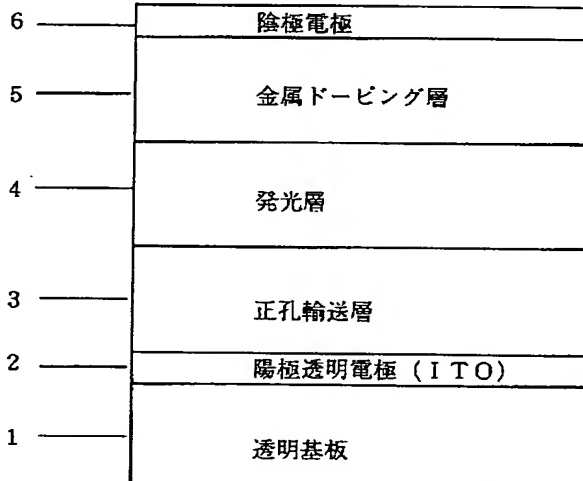 6 陰極電極
5 金属ドーピング層
4 発光層
3 正孔輸送層
2 陽極透明電極(ITO)
1 透明基板